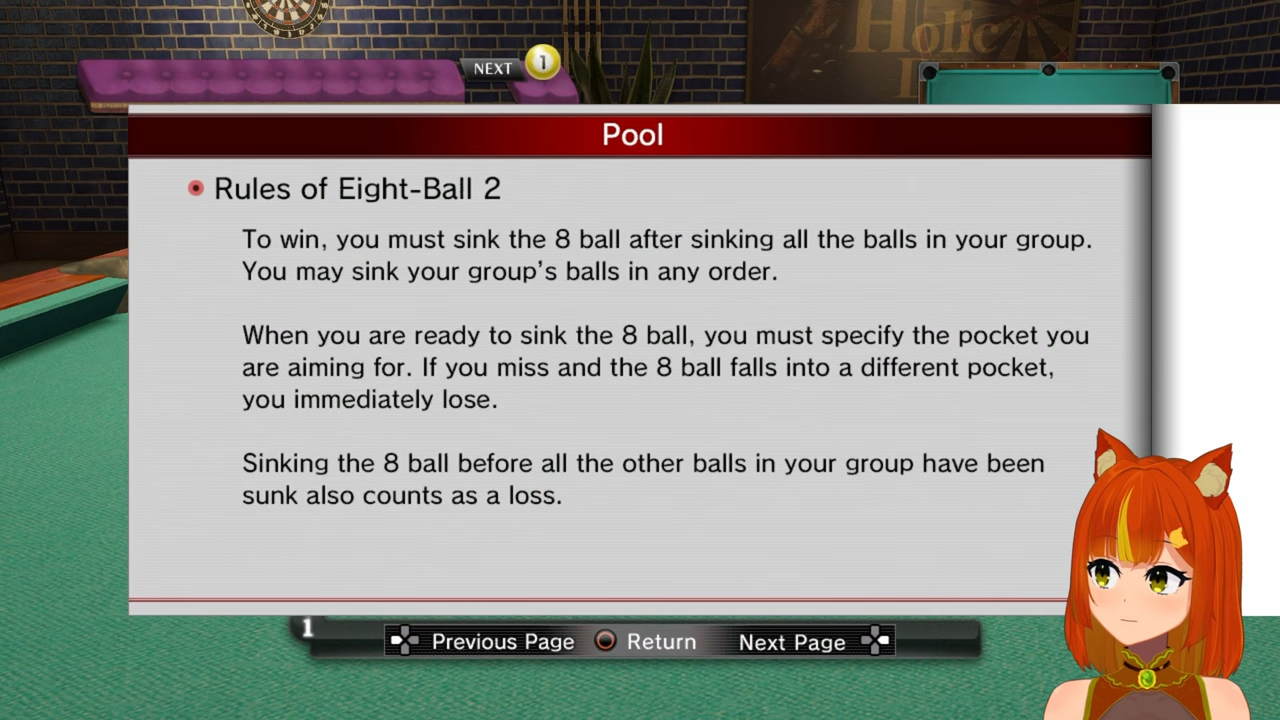 Holic
NEXT 1
Pool
Rules of Eight-Ball 2
To win, you must sink the 8 ball after sinking all the balls in your group.
You may sink your group's balls in any order.
When you are ready to sink the 8 ball, you must specify the pocket you
are aiming for. If you miss and the 8 ball falls into a different pocket,
you immediately lose.
Sinking the 8 ball before all the other balls in your group have been
sunk also counts as a loss.
1
Previous Page Return Next Page